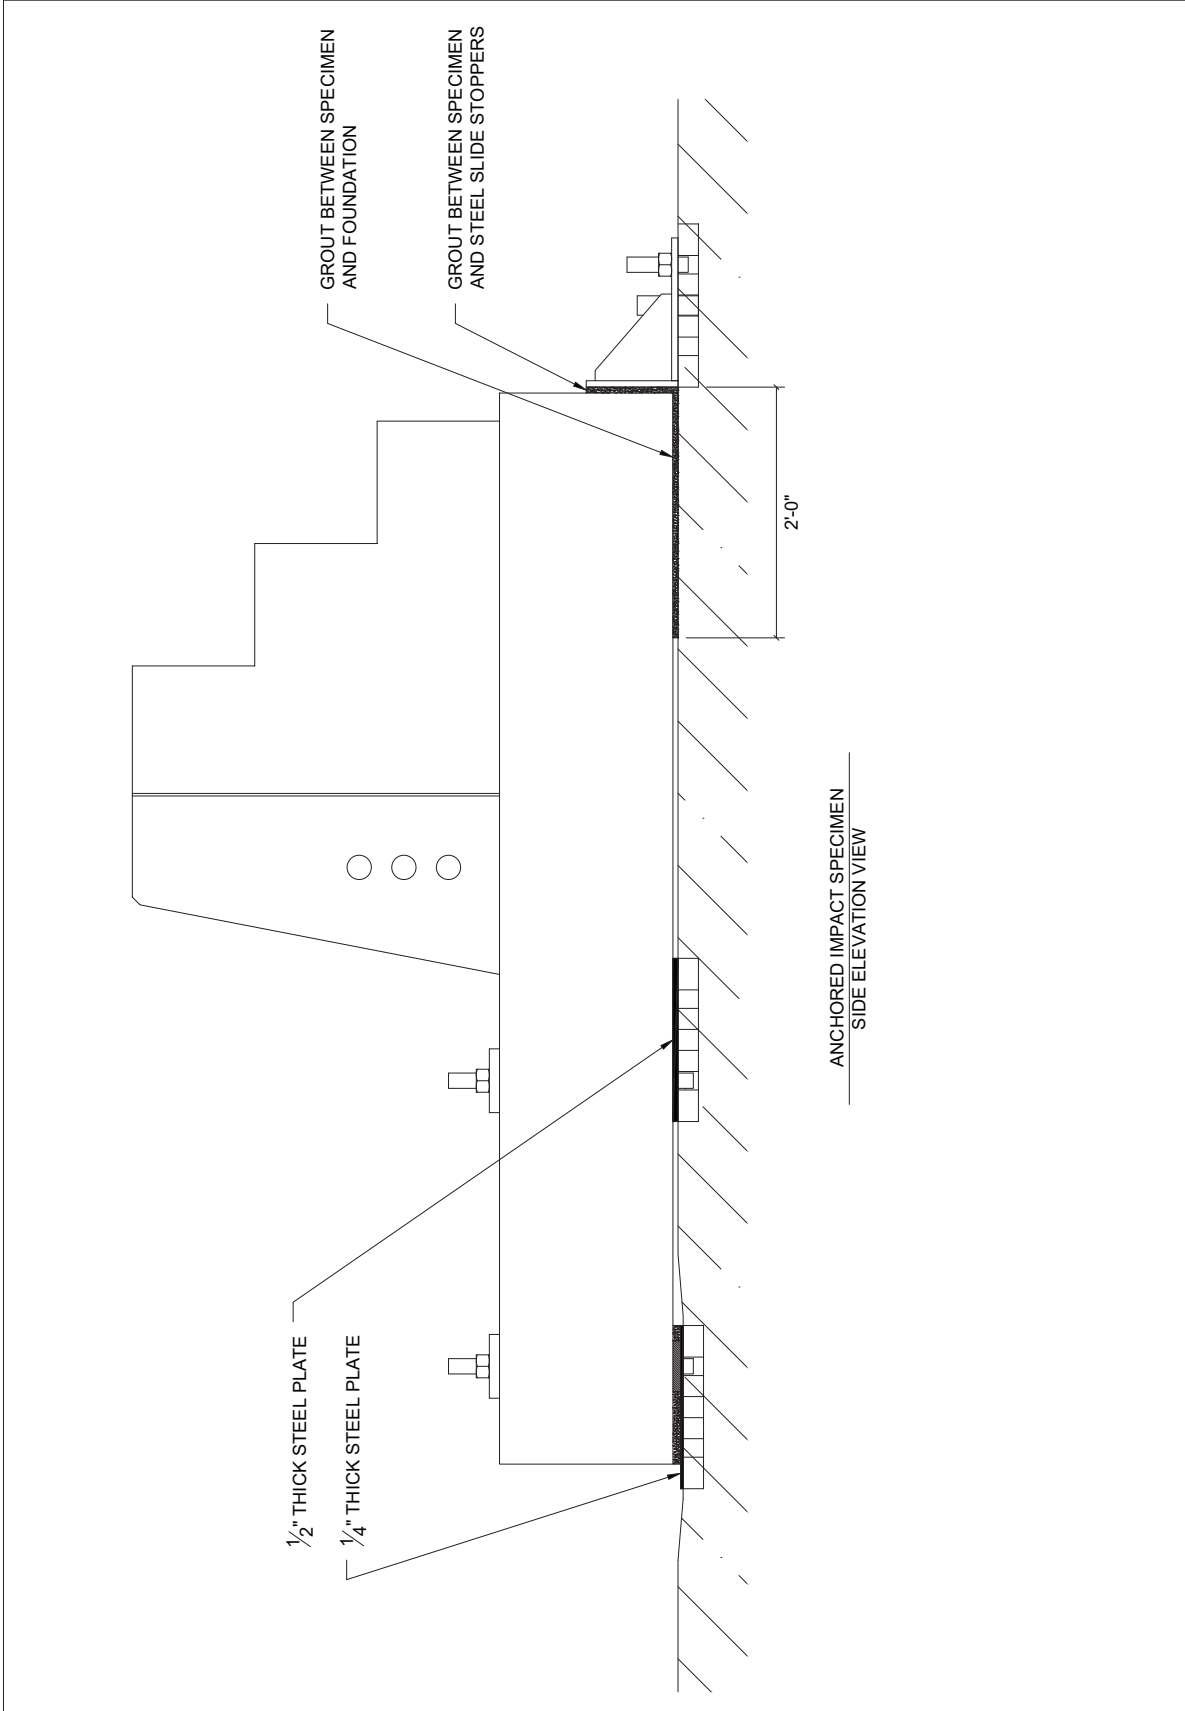 ½" THICK STEEL PLATE
¼" THICK STEEL PLATE
GROUT BETWEEN SPECIMEN
AND FOUNDATION
GROUT BETWEEN SPECIMEN
AND STEEL SLIDE STOPPERS
2'-0"
ANCHORED IMPACT SPECIMEN
SIDE ELEVATION VIEW